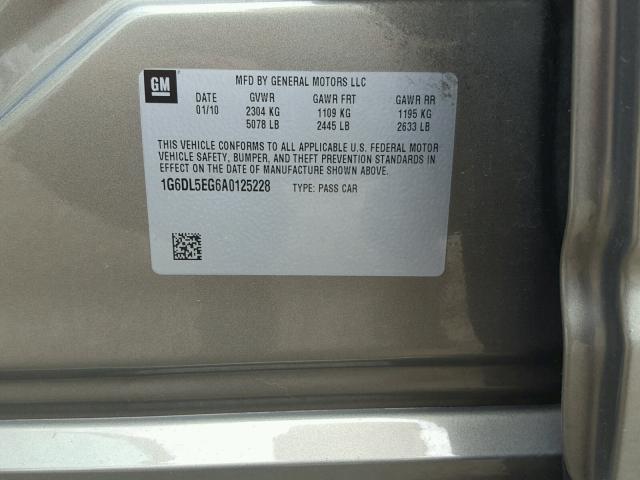 GM MFD BY GENERAL MOTORS LLC
DATE GVWR GAWR FRT GAWR RR
01/10 2304 KG 1109 KG 1195 KG
5078 LB 2445 LB 2633 LB
THIS VEHICLE CONFORMS TO ALL APPLICABLE U.S. FEDERAL MOTOR
VEHICLE SAFETY, BUMPER, AND THEFT PREVENTION STANDARDS IN
EFFECT ON THE DATE OF MANUFACTURE SHOWN ABOVE.
1G6DL5EG6A0125228 TYPE: PASS CAR